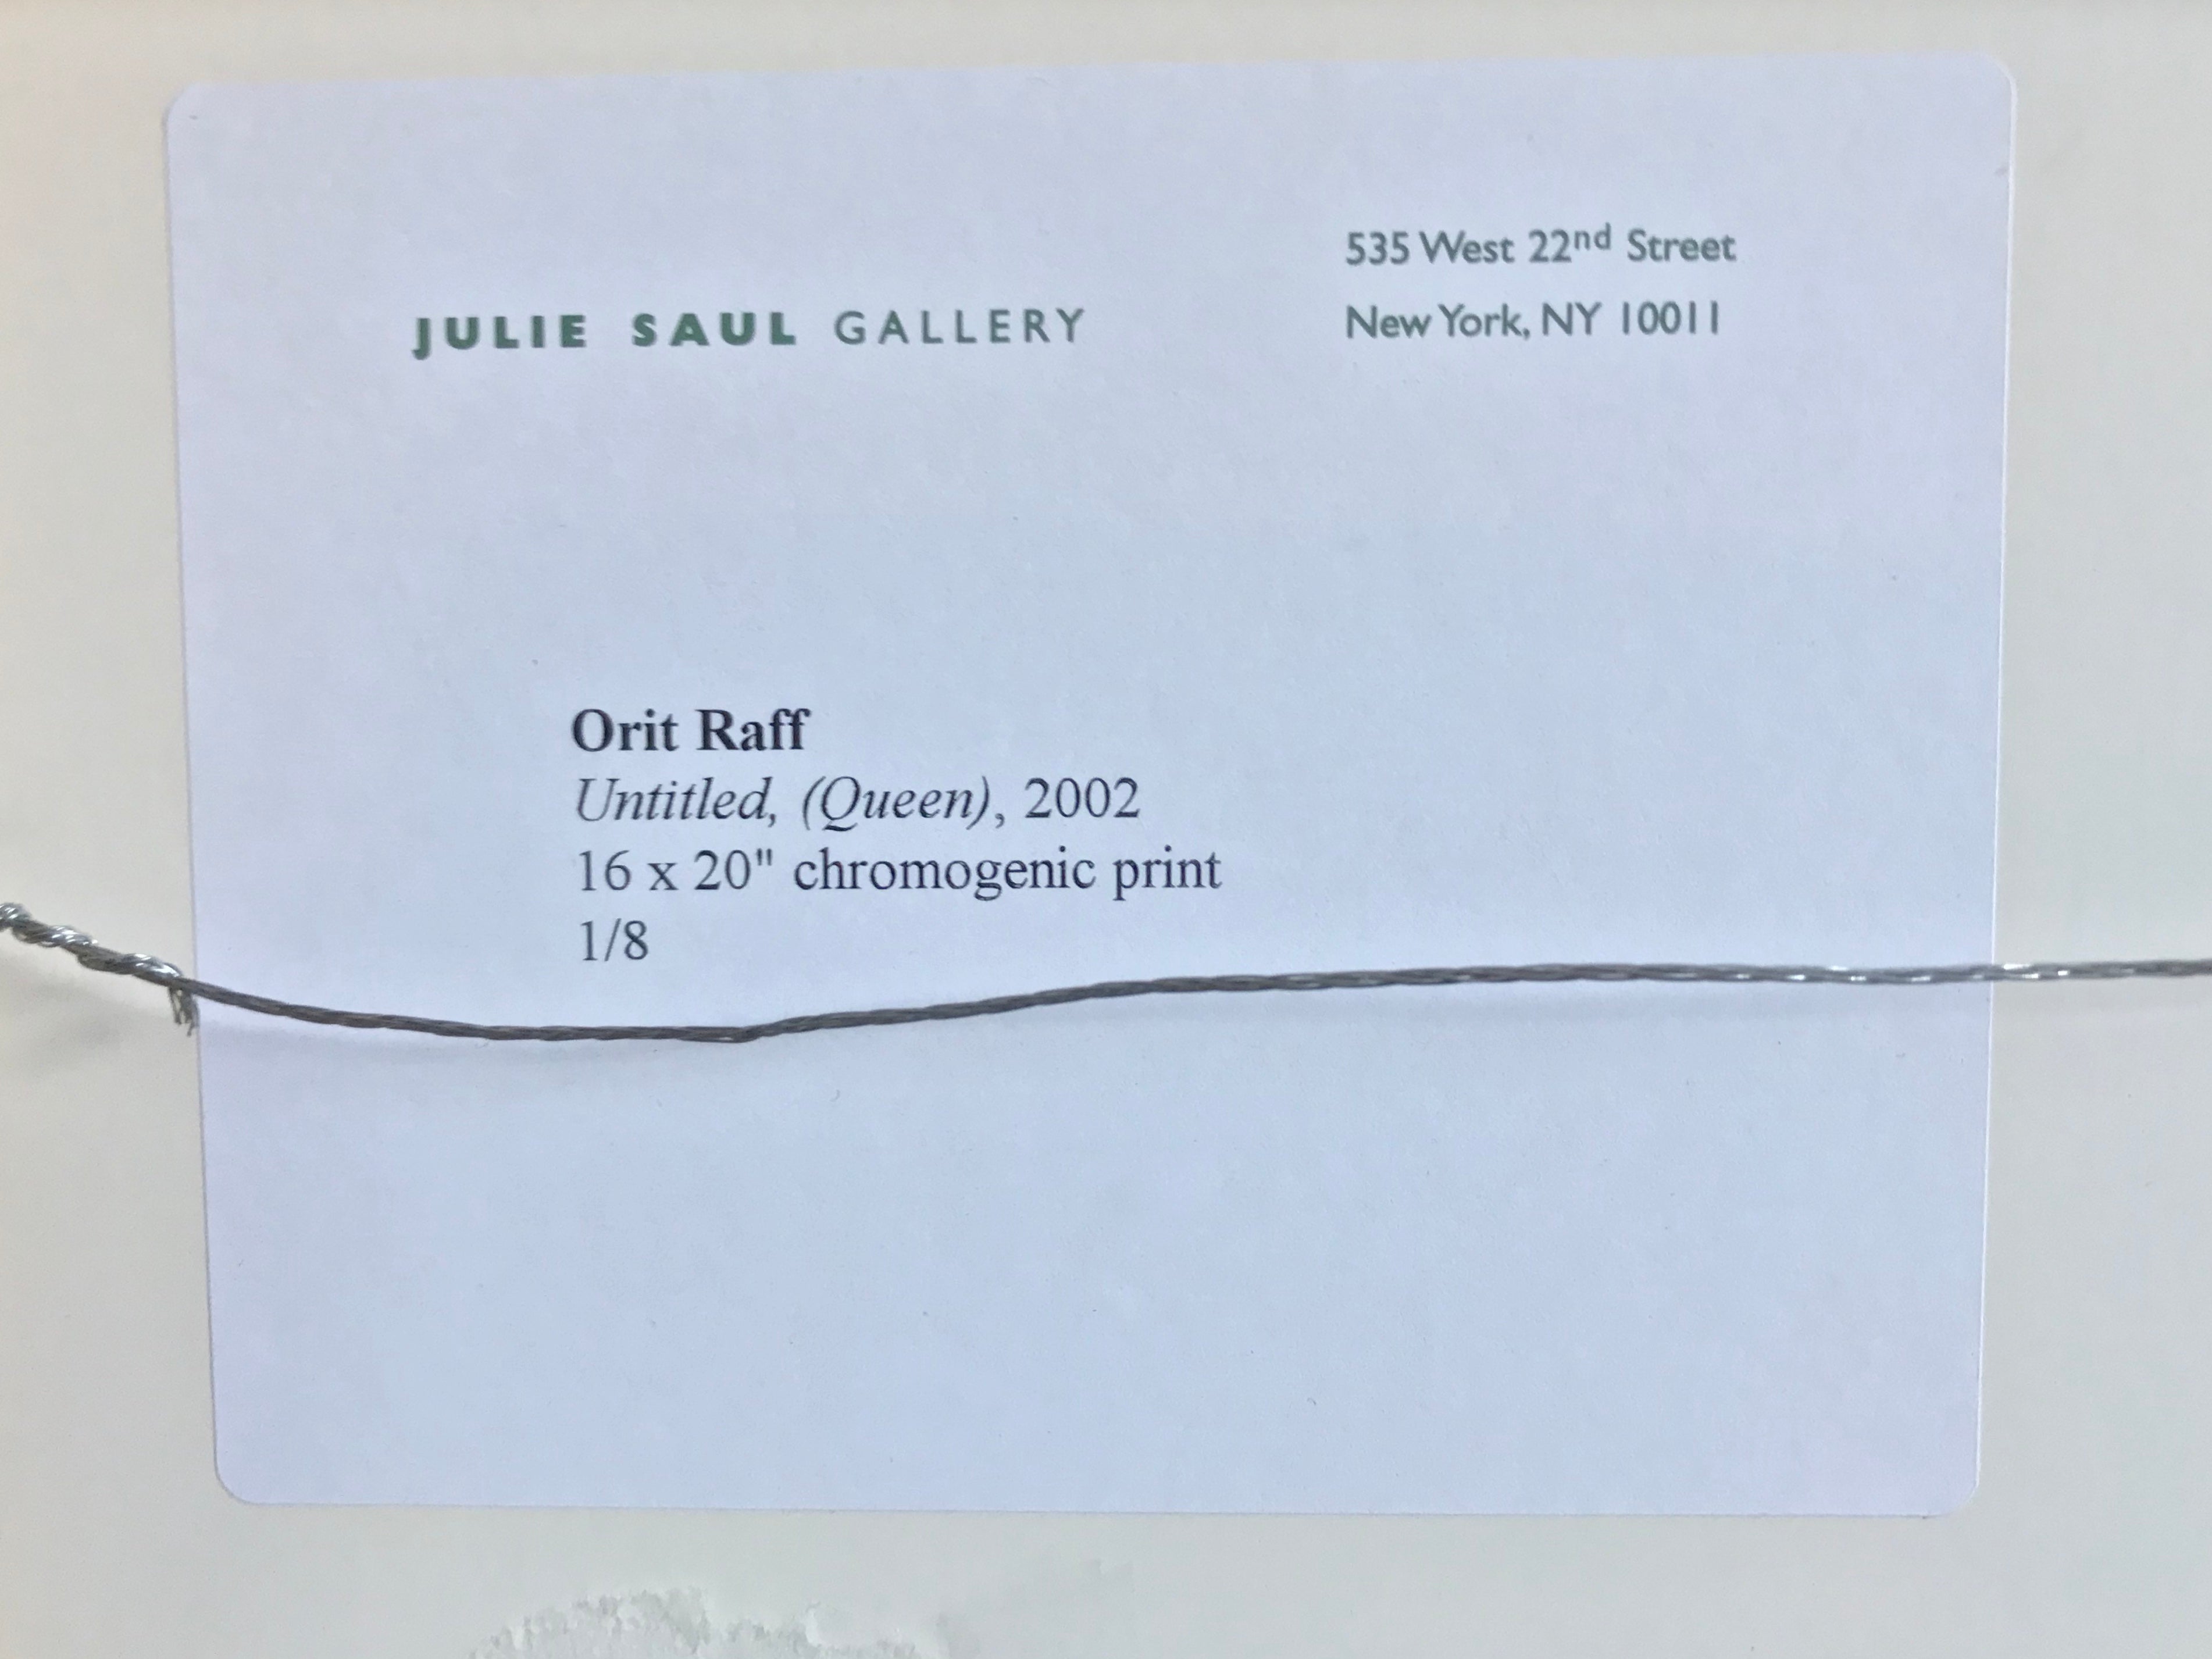 JULIE SAUL GALLERY
535 West 22nd Street
New York, NY 10011
Orit Raff
Untitled, (Queen), 2002
16 x 20" chromogenic print
1/8